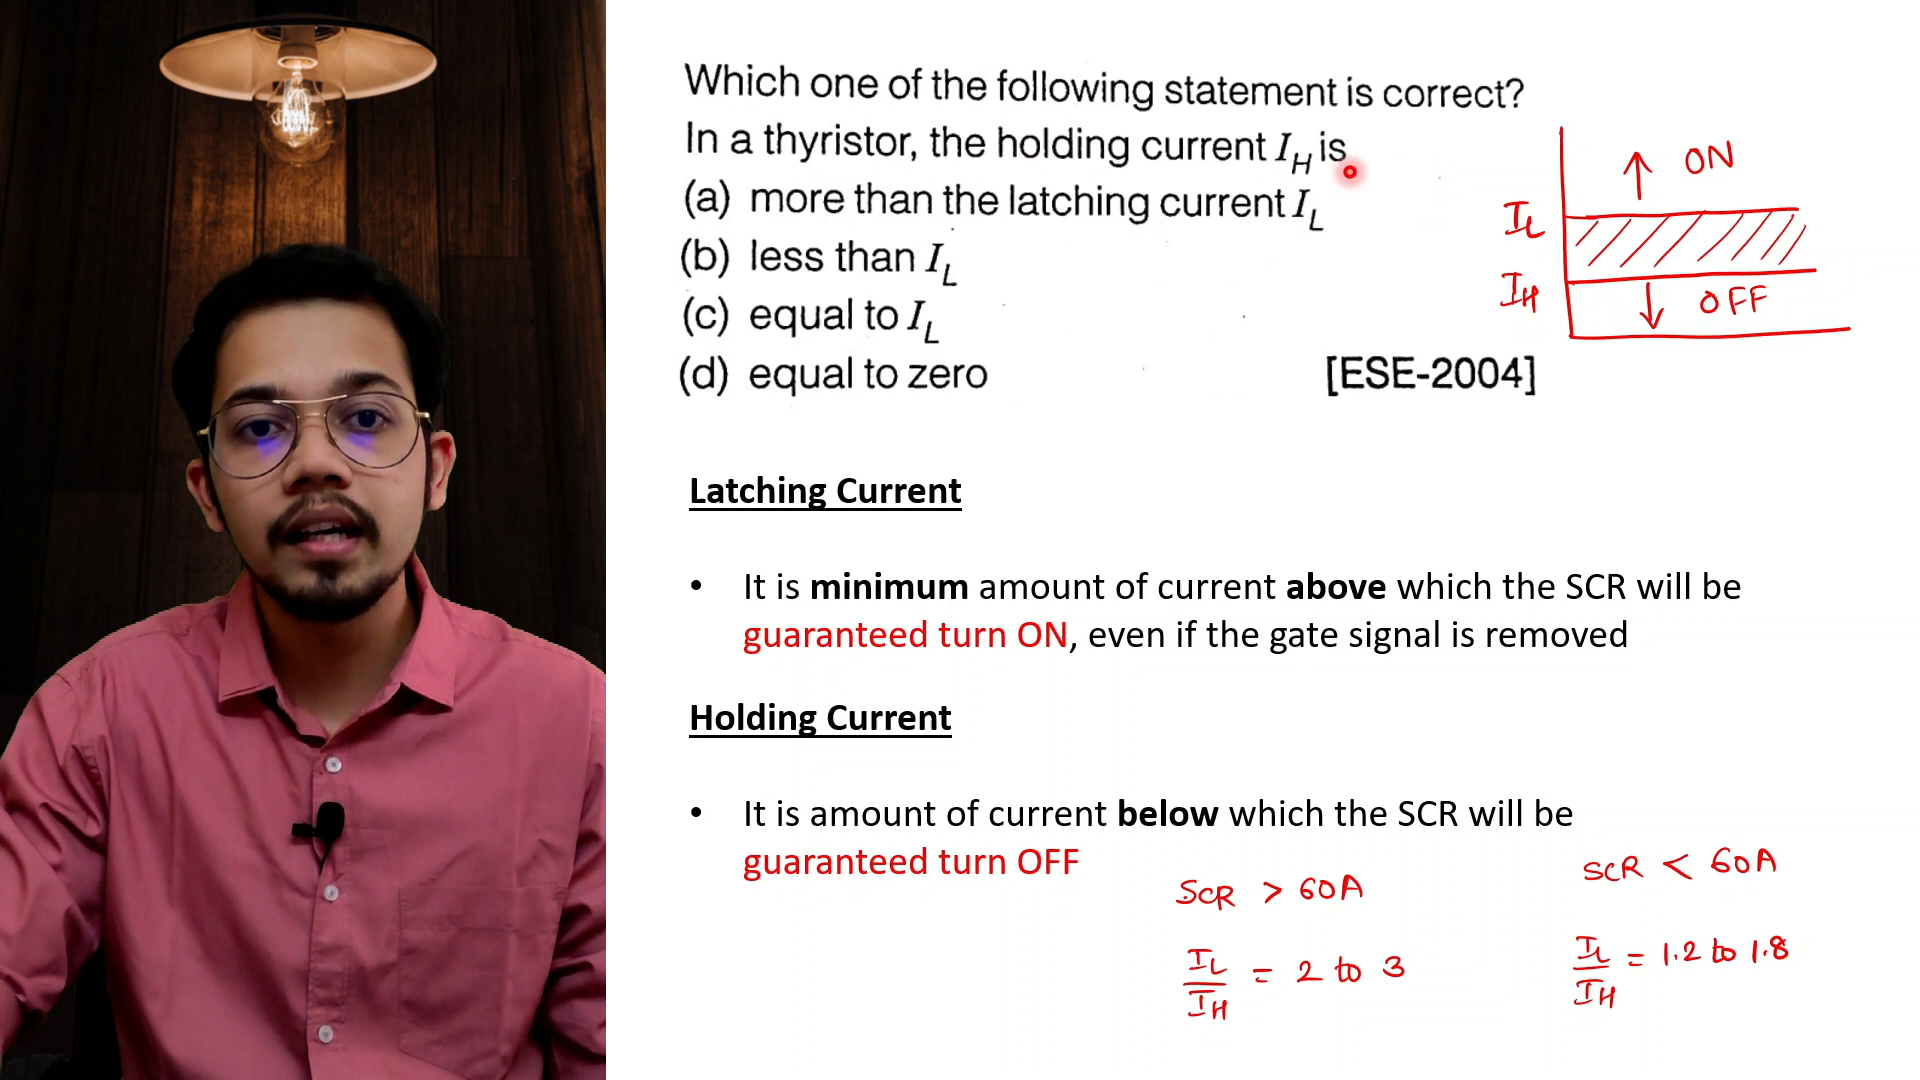 Which one of the following statement is correct?
In a thyristor, the holding current I_H is
(a) more than the latching current I_L
(b) less than I_L
(c) equal to I_L
(d) equal to zero [ESE-2004]
↑ ON
I_L
I_H
↓ OFF
Latching Current
• It is minimum amount of current above which the SCR will be
guaranteed turn ON, even if the gate signal is removed
Holding Current
• It is amount of current below which the SCR will be
guaranteed turn OFF
SCR > 60A
I_L/I_H = 2 to 3
SCR < 60A
I_L/I_H = 1.2 to 1.8